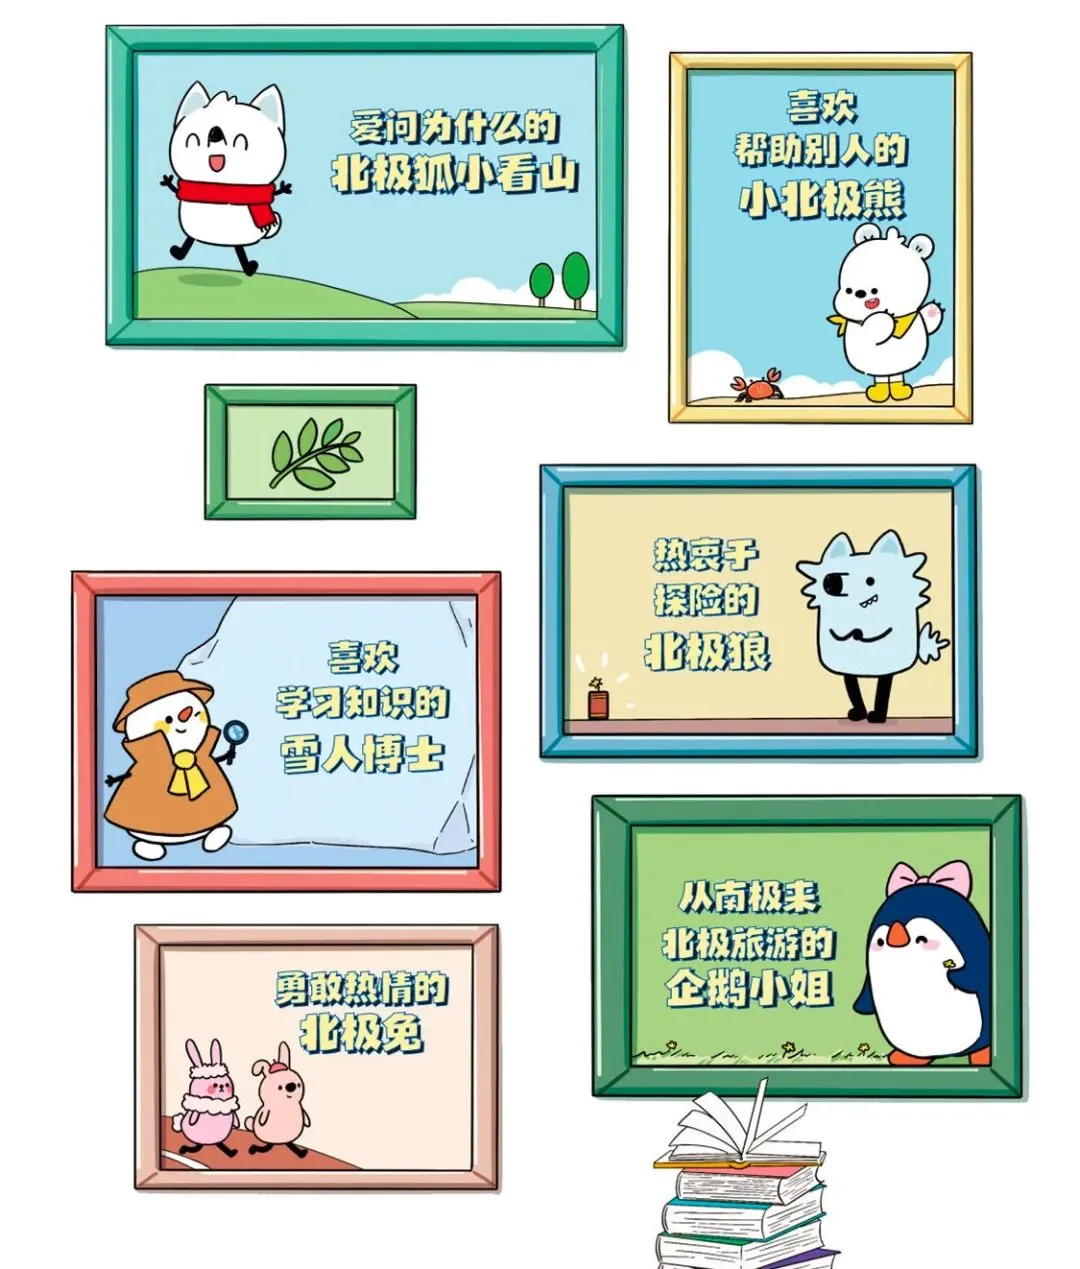 爱问为什么的
北极狐小看山
喜欢
帮助别人的
小北极熊
热衷于
探险的
北极狼
喜欢
学习知识的
雪人博士
从南极来
北极旅游的
企鹅小姐
勇敢热情的
北极兔